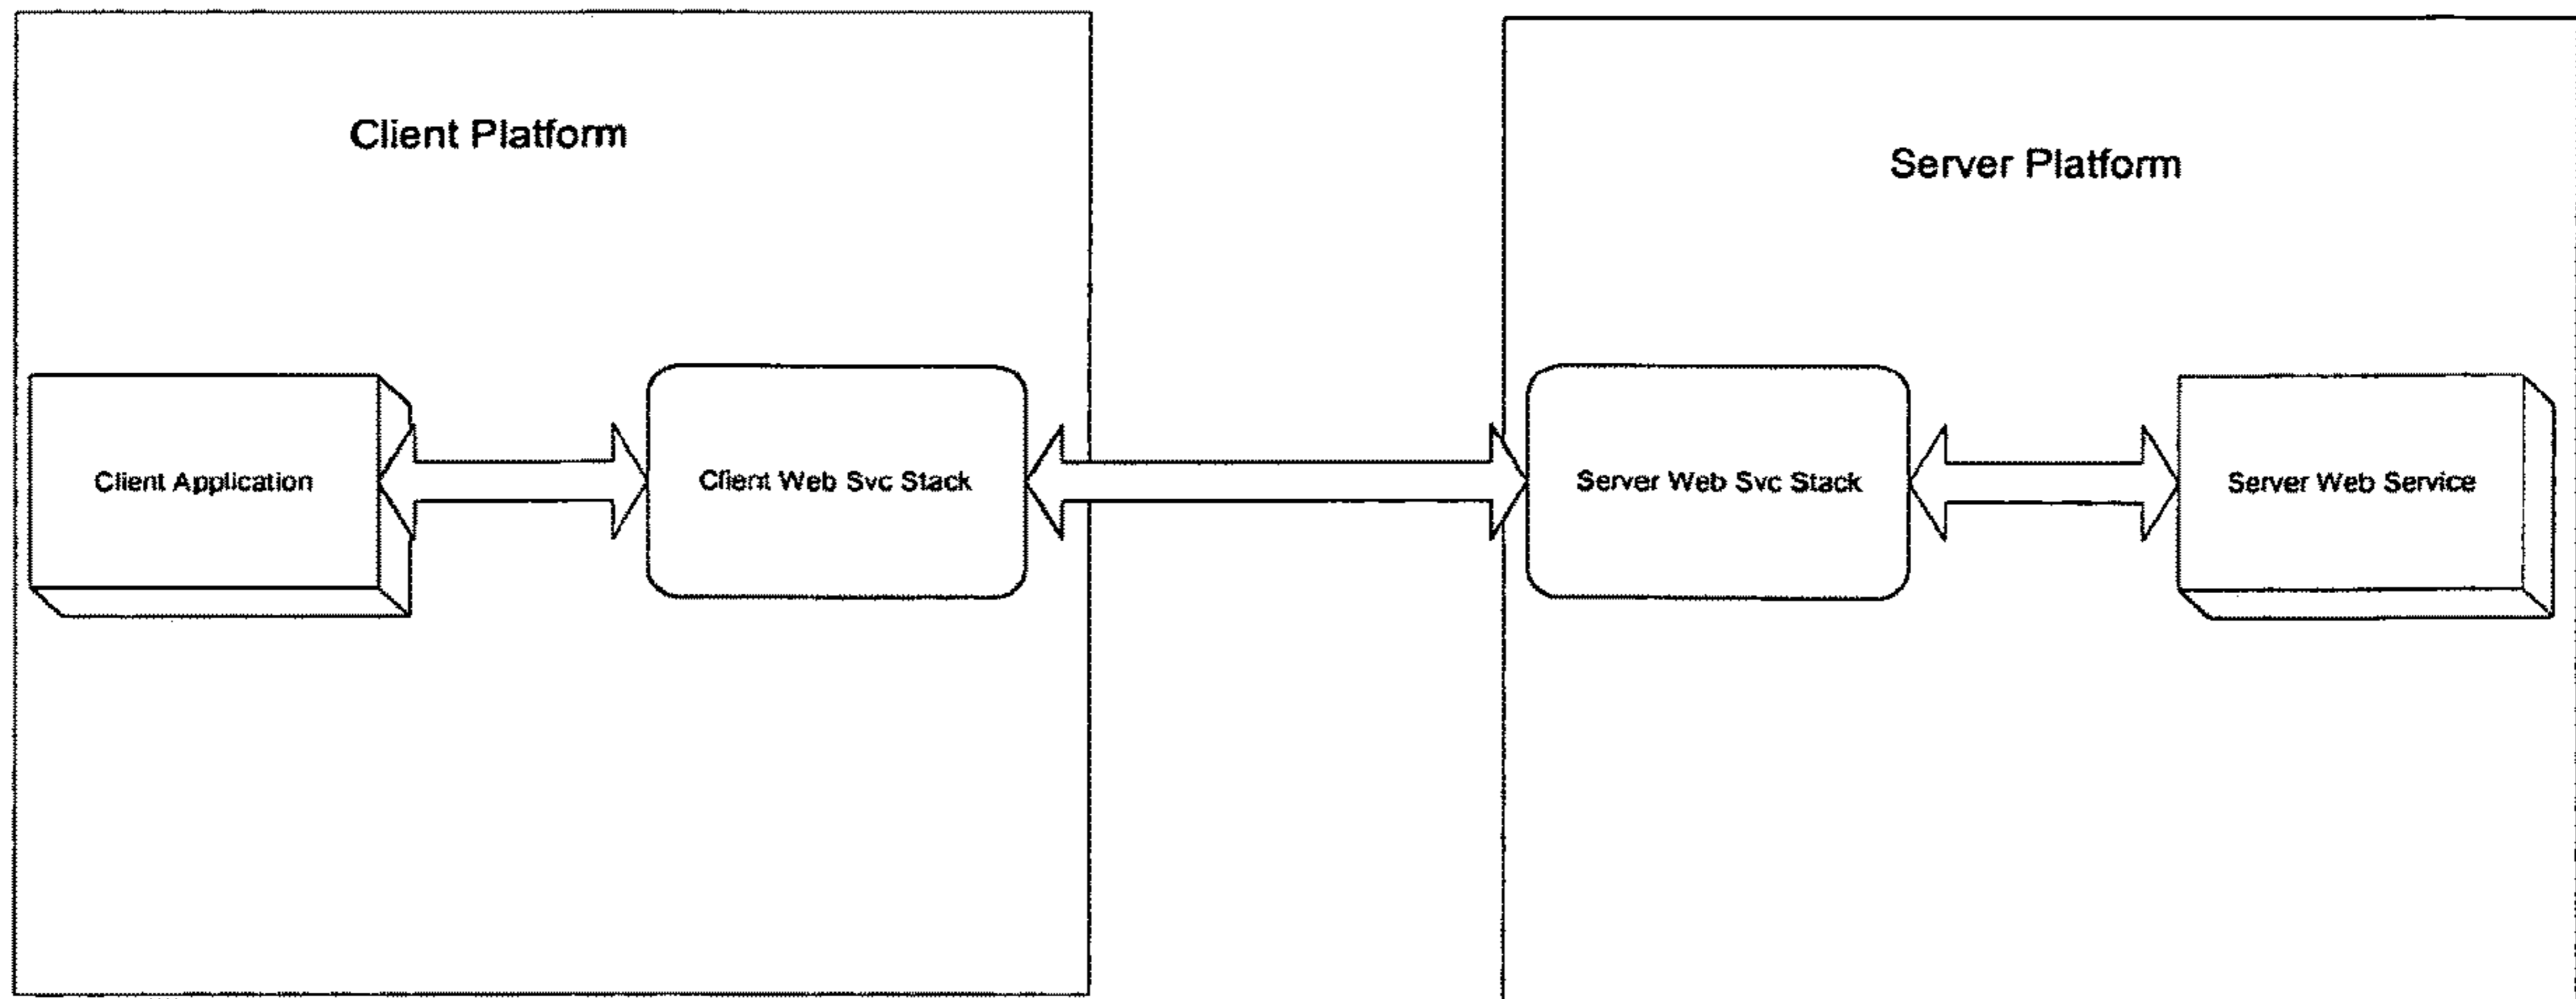 Client Platform
Server Platform
Client Application
Client Web Svc Stack
Server Web Svc Stack
Server Web Service